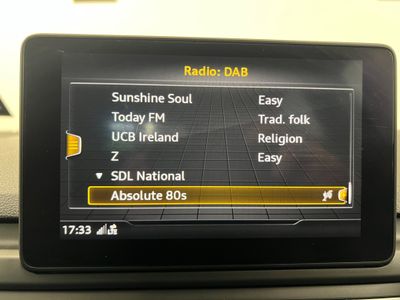 Radio: DAB
Sunshine Soul Easy
Today FM Trad. folk
UCB Ireland Religion
Z Easy
SDL National
Absolute 80s
17:33 LTE